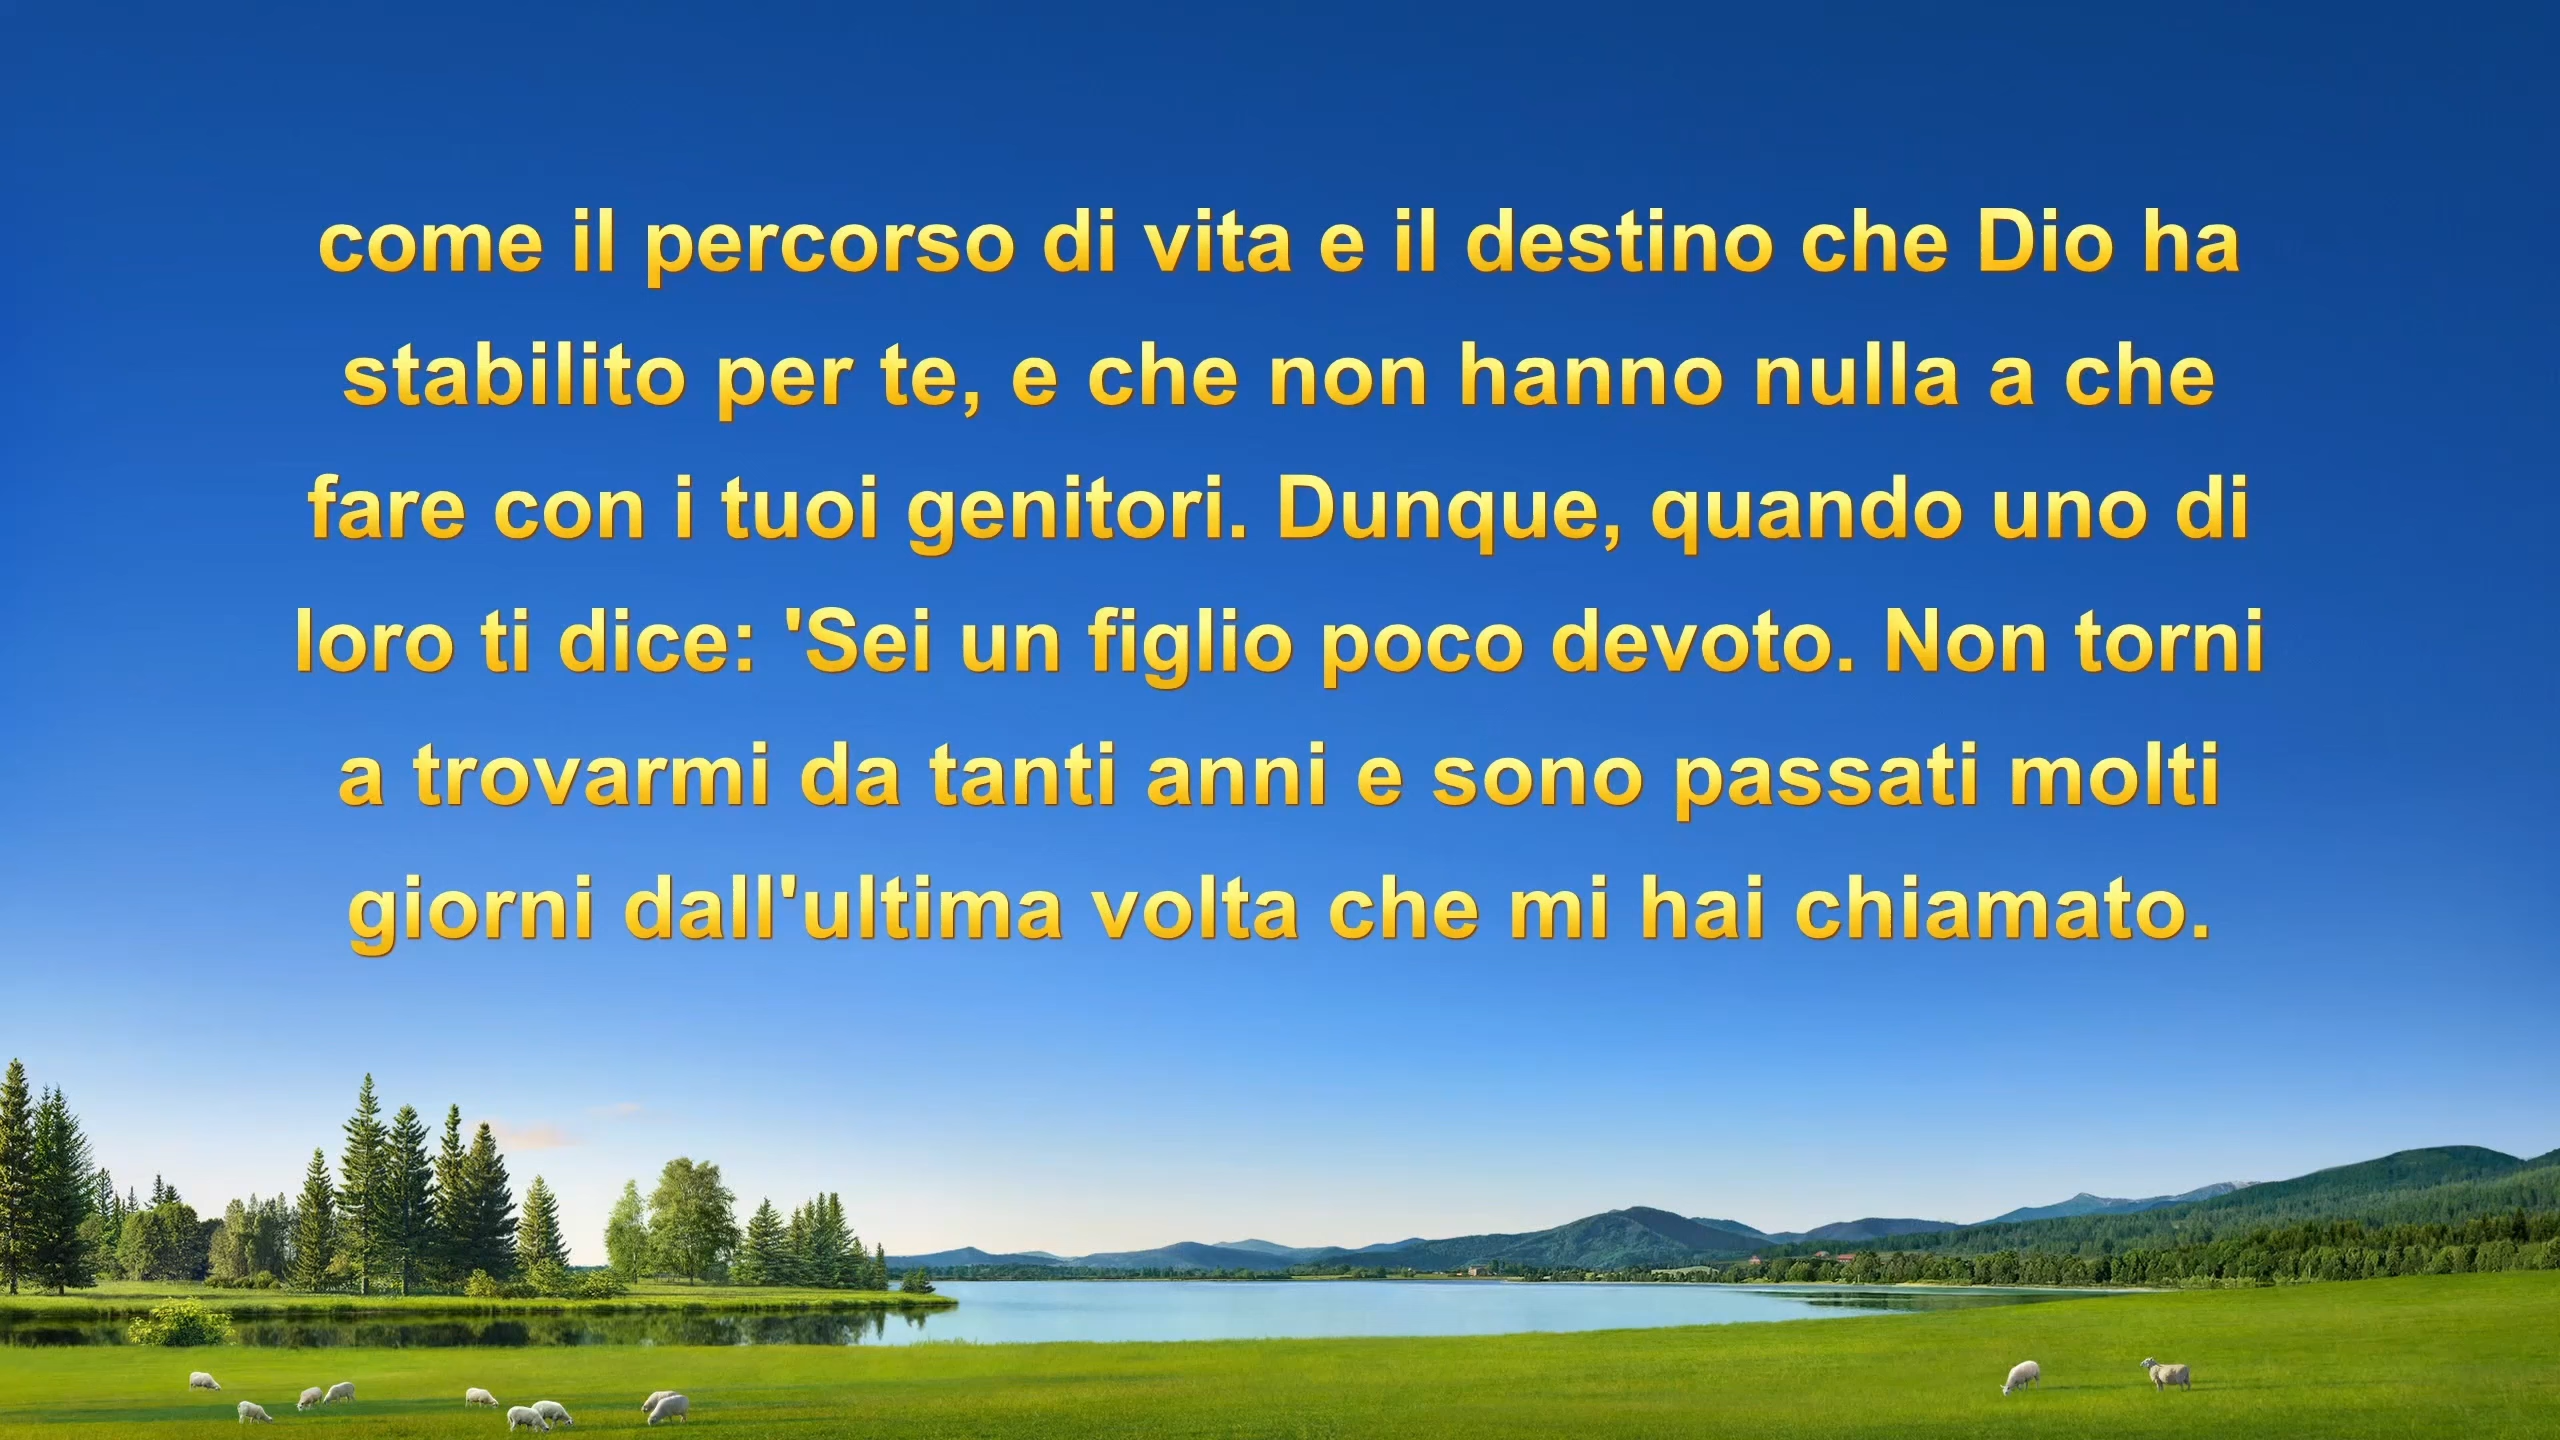 come il percorso di vita e il destino che Dio ha
stabilito per te, e che non hanno nulla a che
fare con i tuoi genitori. Dunque, quando uno di
loro ti dice: 'Sei un figlio poco devoto. Non torni
a trovarmi da tanti anni e sono passati molti
giorni dall'ultima volta che mi hai chiamato.